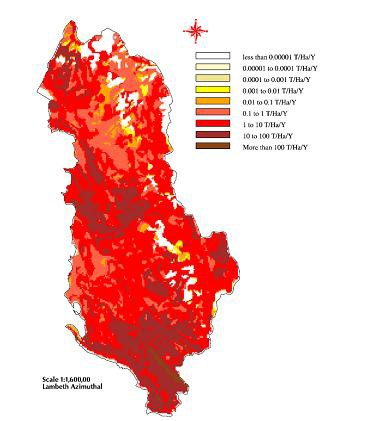 less than 0.00001 T/Ha/Y
0.00001 to 0.0001 T/Ha/Y
0.0001 to 0.001 T/Ha/Y
0.001 to 0.01 T/Ha/Y
0.01 to 0.1 T/Ha/Y
0.1 to 1 T/Ha/Y
1 to 10 T/Ha/Y
10 to 100 T/Ha/Y
More than 100 T/Ha/Y
Scale 1:1,600,00
Lambeth Azimuthal